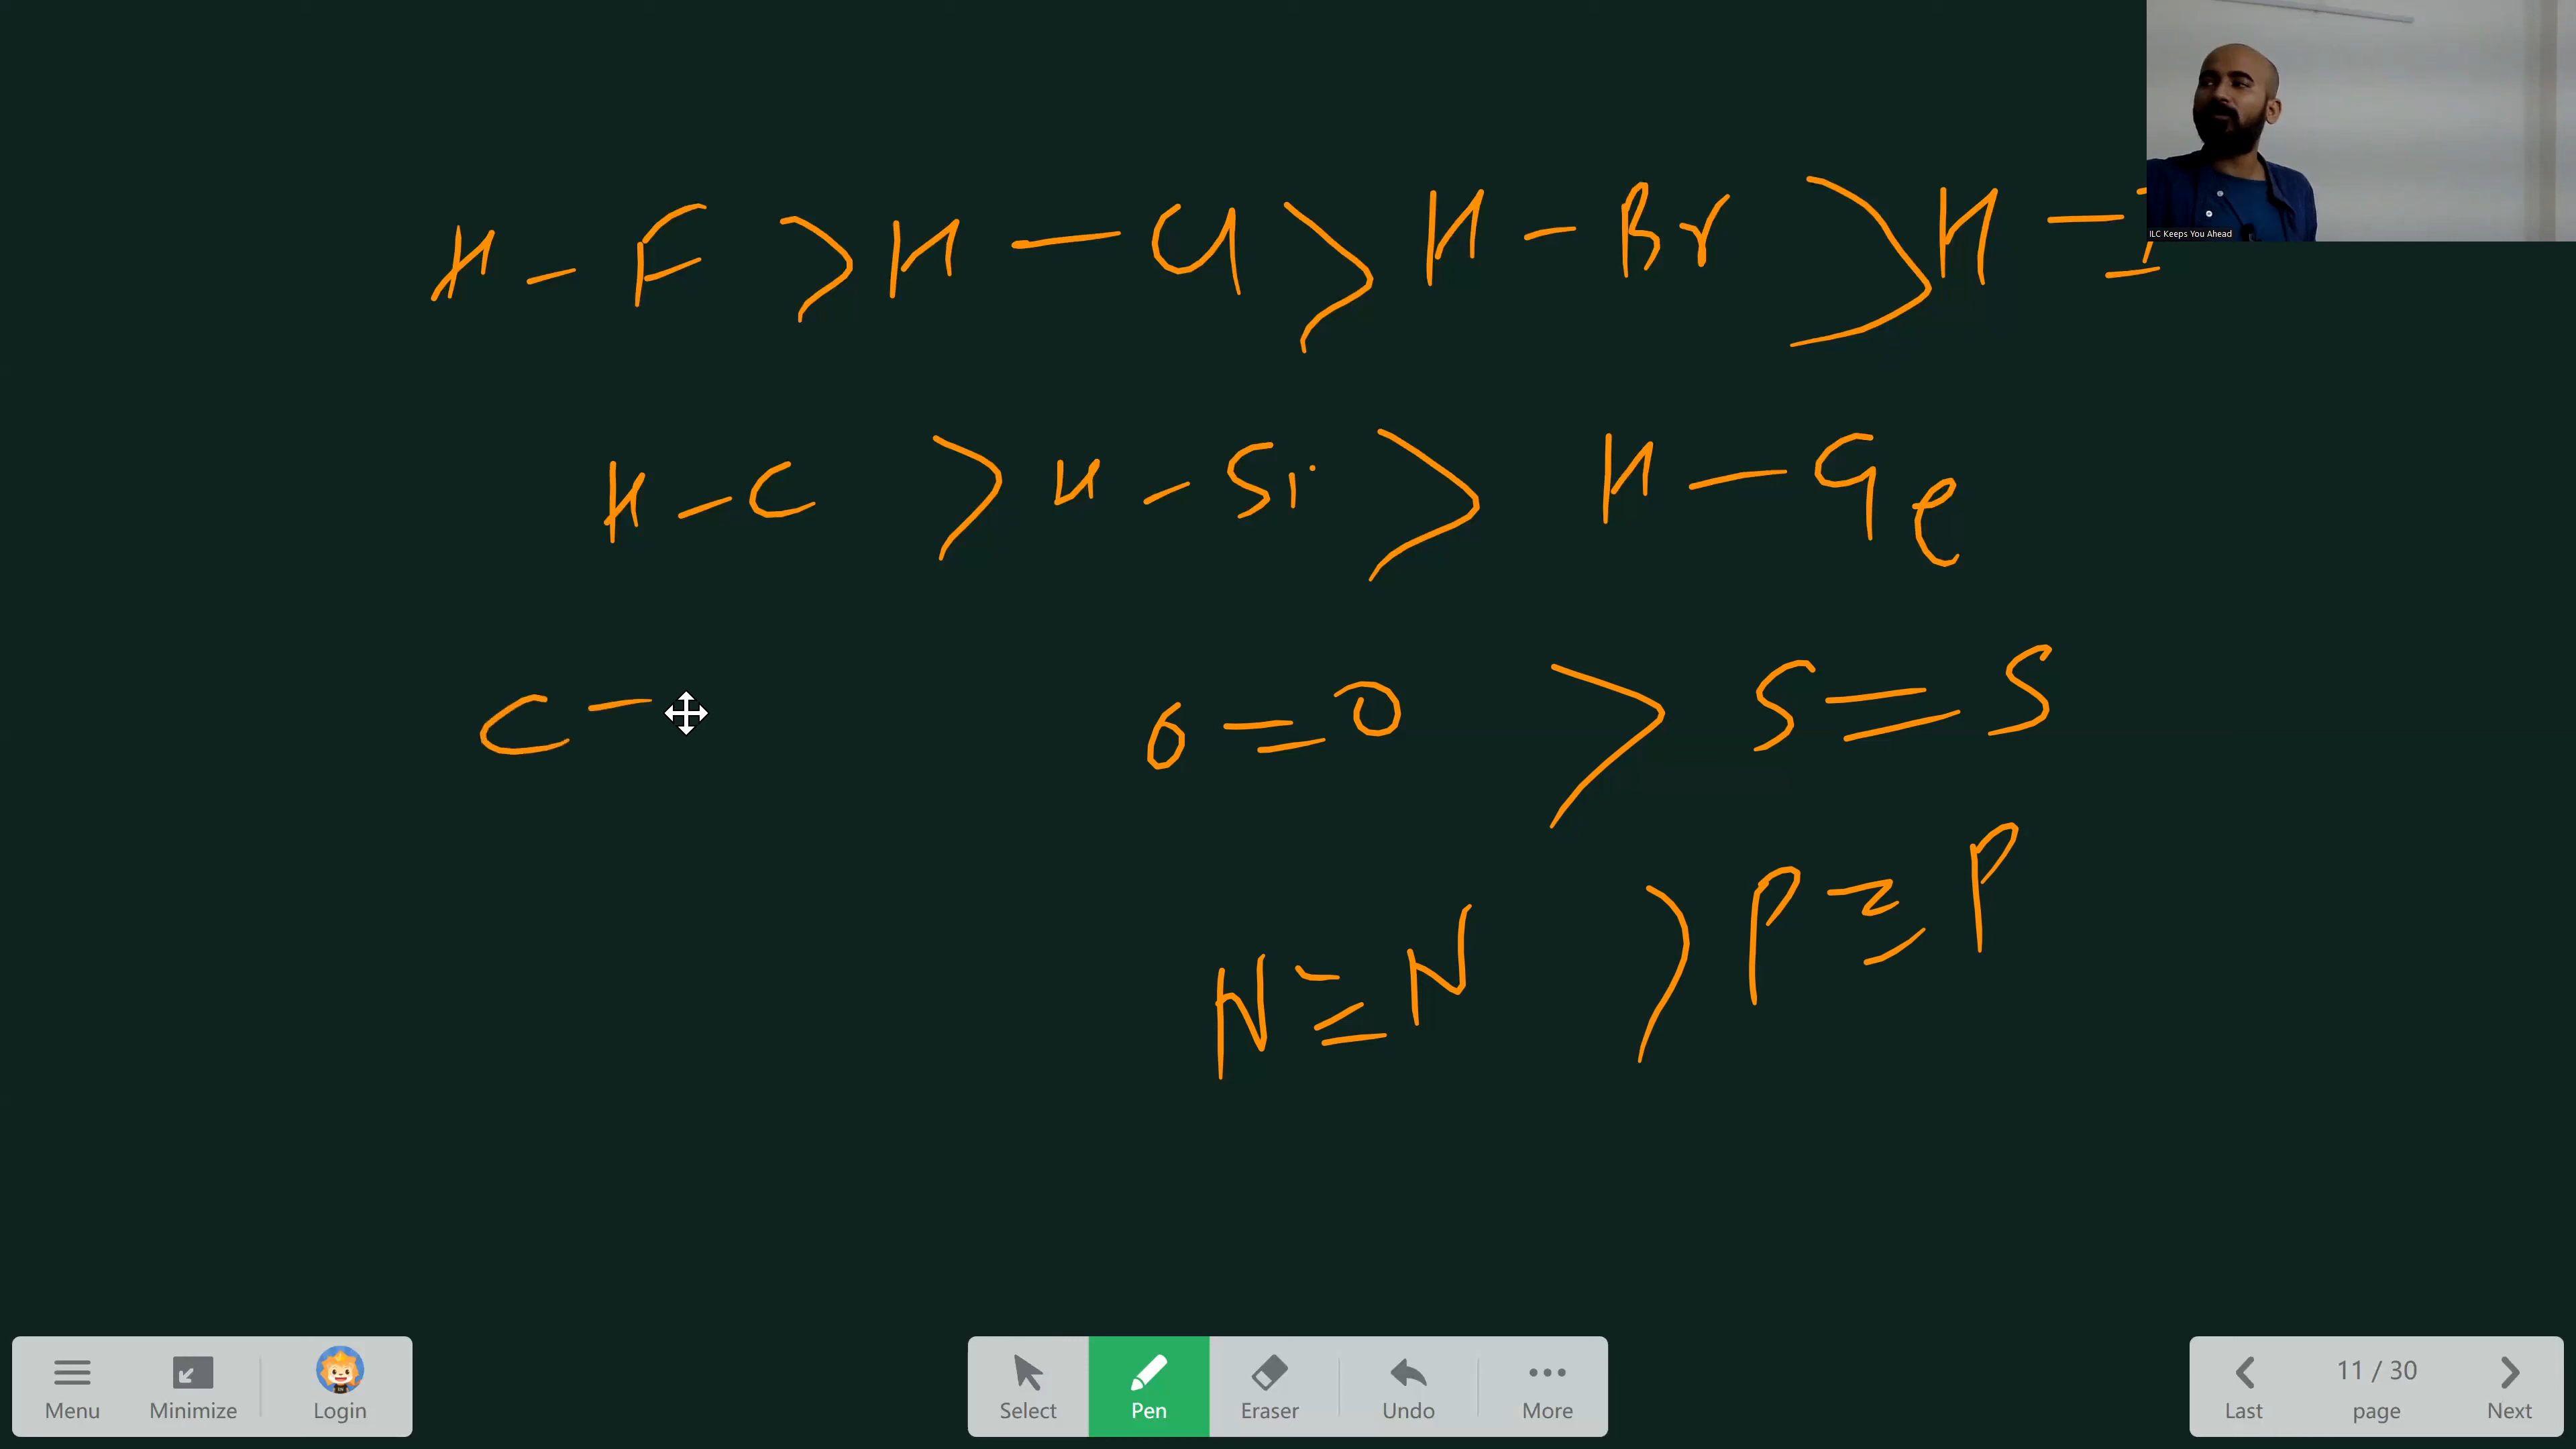 H - F > H - Cl > H - Br > H - I
ILC Keeps You Ahead
H - C > H - Si > H - Ge
C - O = O > S = S
N ≡ N > P ≡ P
Menu Minimize Login Select Pen Eraser Undo More Last 11 / 30 page Next